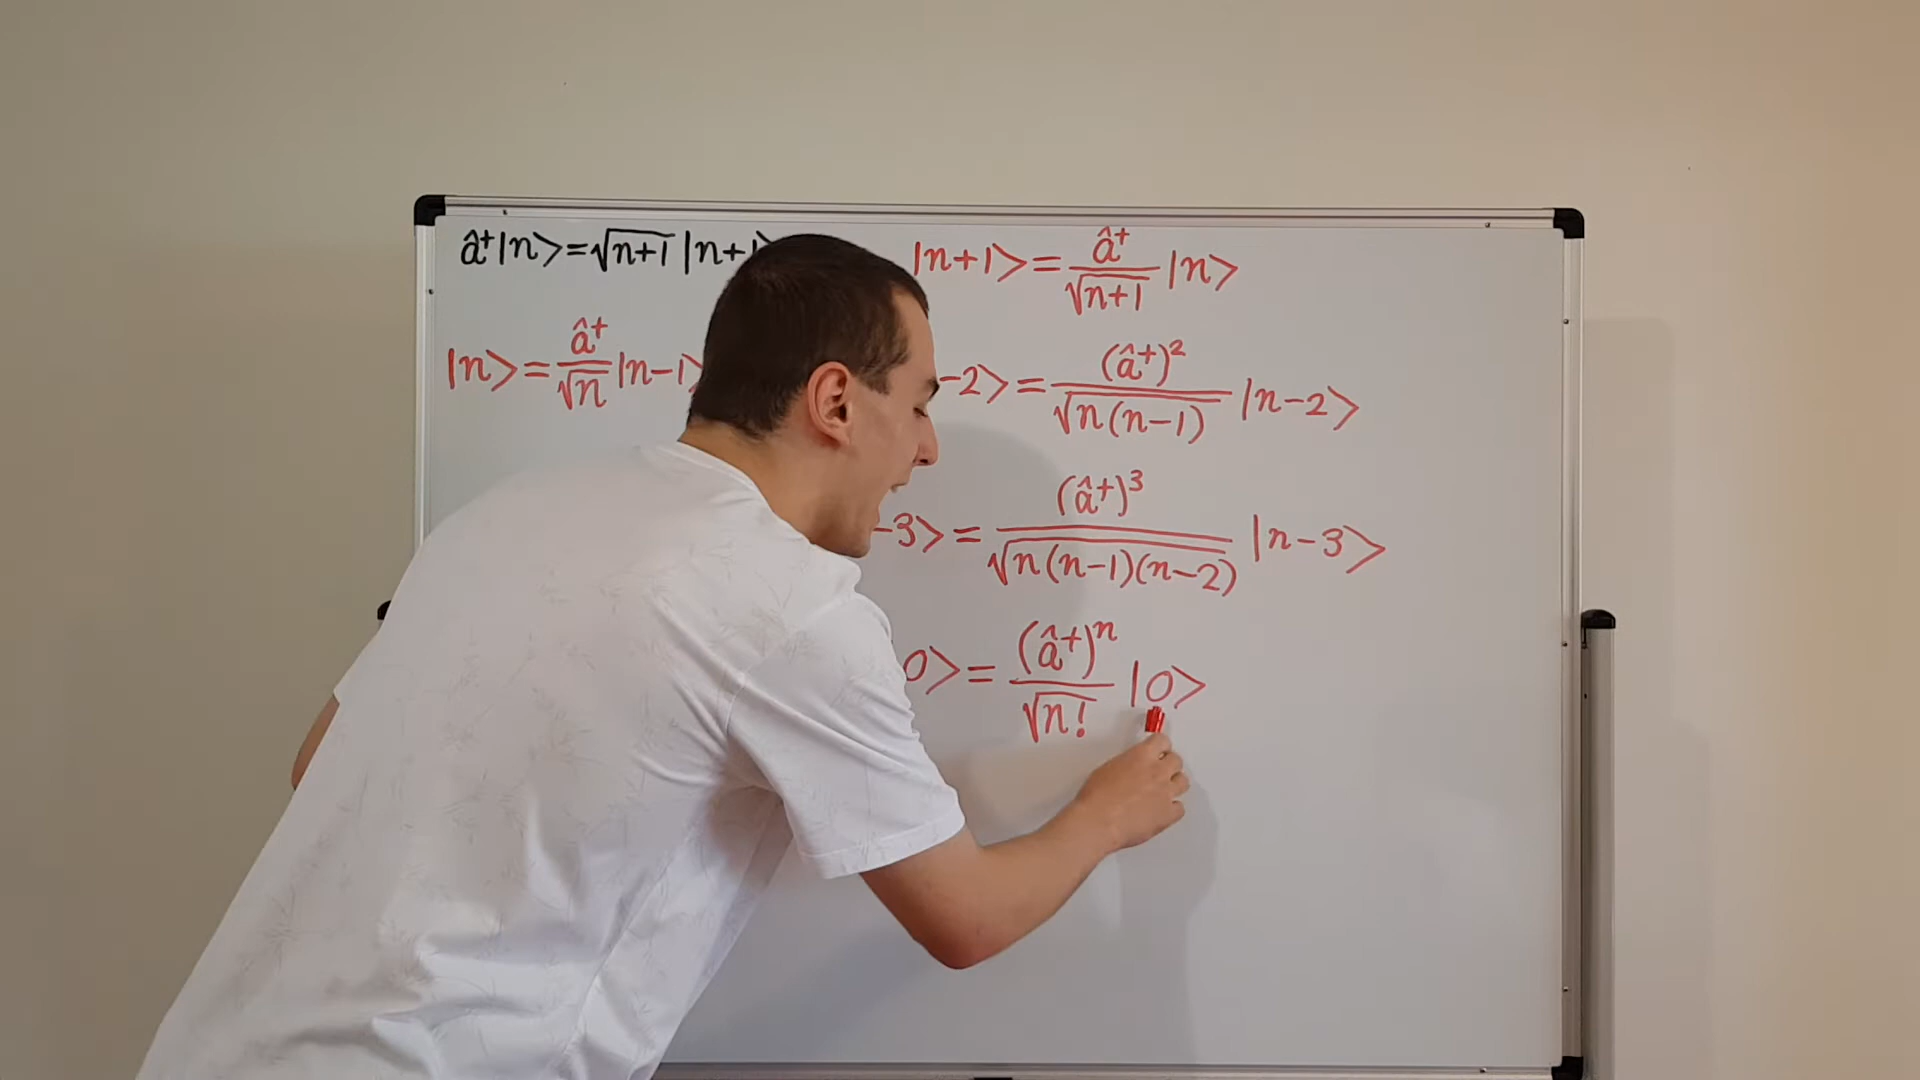 â⁺|n>=√n+1 |n+1> |n+1>= â⁺/√n+1 |n>
|n>= â⁺/√n |n-1> -2>= (â⁺)²/√n(n-1) |n-2>
-3>= (â⁺)³/√n(n-1)(n-2) |n-3>
0>= (â⁺)ⁿ/√n! |0>